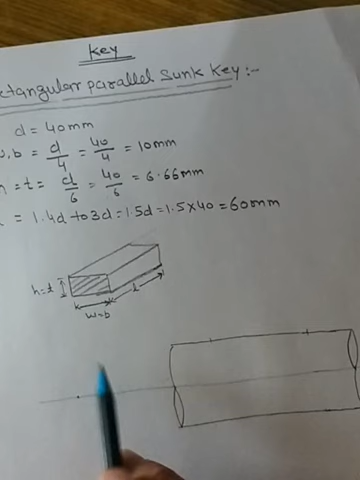 Key
ctangular parallel Sunk Key :-
d = 40mm
, b = d/4 = 40/4 = 10mm
= t = d/6 = 40/6 = 6.66mm
= 1.4d to 3d = 1.5d = 1.5 x 40 = 60mm
h=t
l
w=b